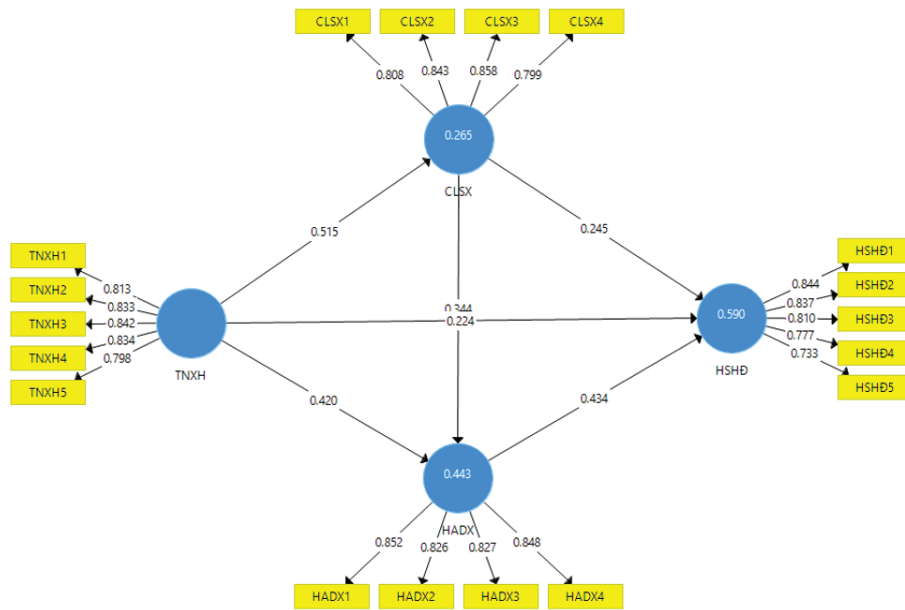 CLSX1 CLSX2 CLSX3 CLSX4
0.808 0.843 0.858 0.799
0.265
CLSX
0.515 0.245
TNXH1
TNXH2
TNXH3
TNXH4
TNXH5
0.813
0.833
0.842
0.834
0.798
TNXH
0.344
0.224
0.590
HSHĐ
0.844
0.837
0.810
0.777
0.733
HSHĐ1
HSHĐ2
HSHĐ3
HSHĐ4
HSHĐ5
0.420 0.434
0.443
HADX
0.852 0.826 0.827 0.848
HADX1 HADX2 HADX3 HADX4